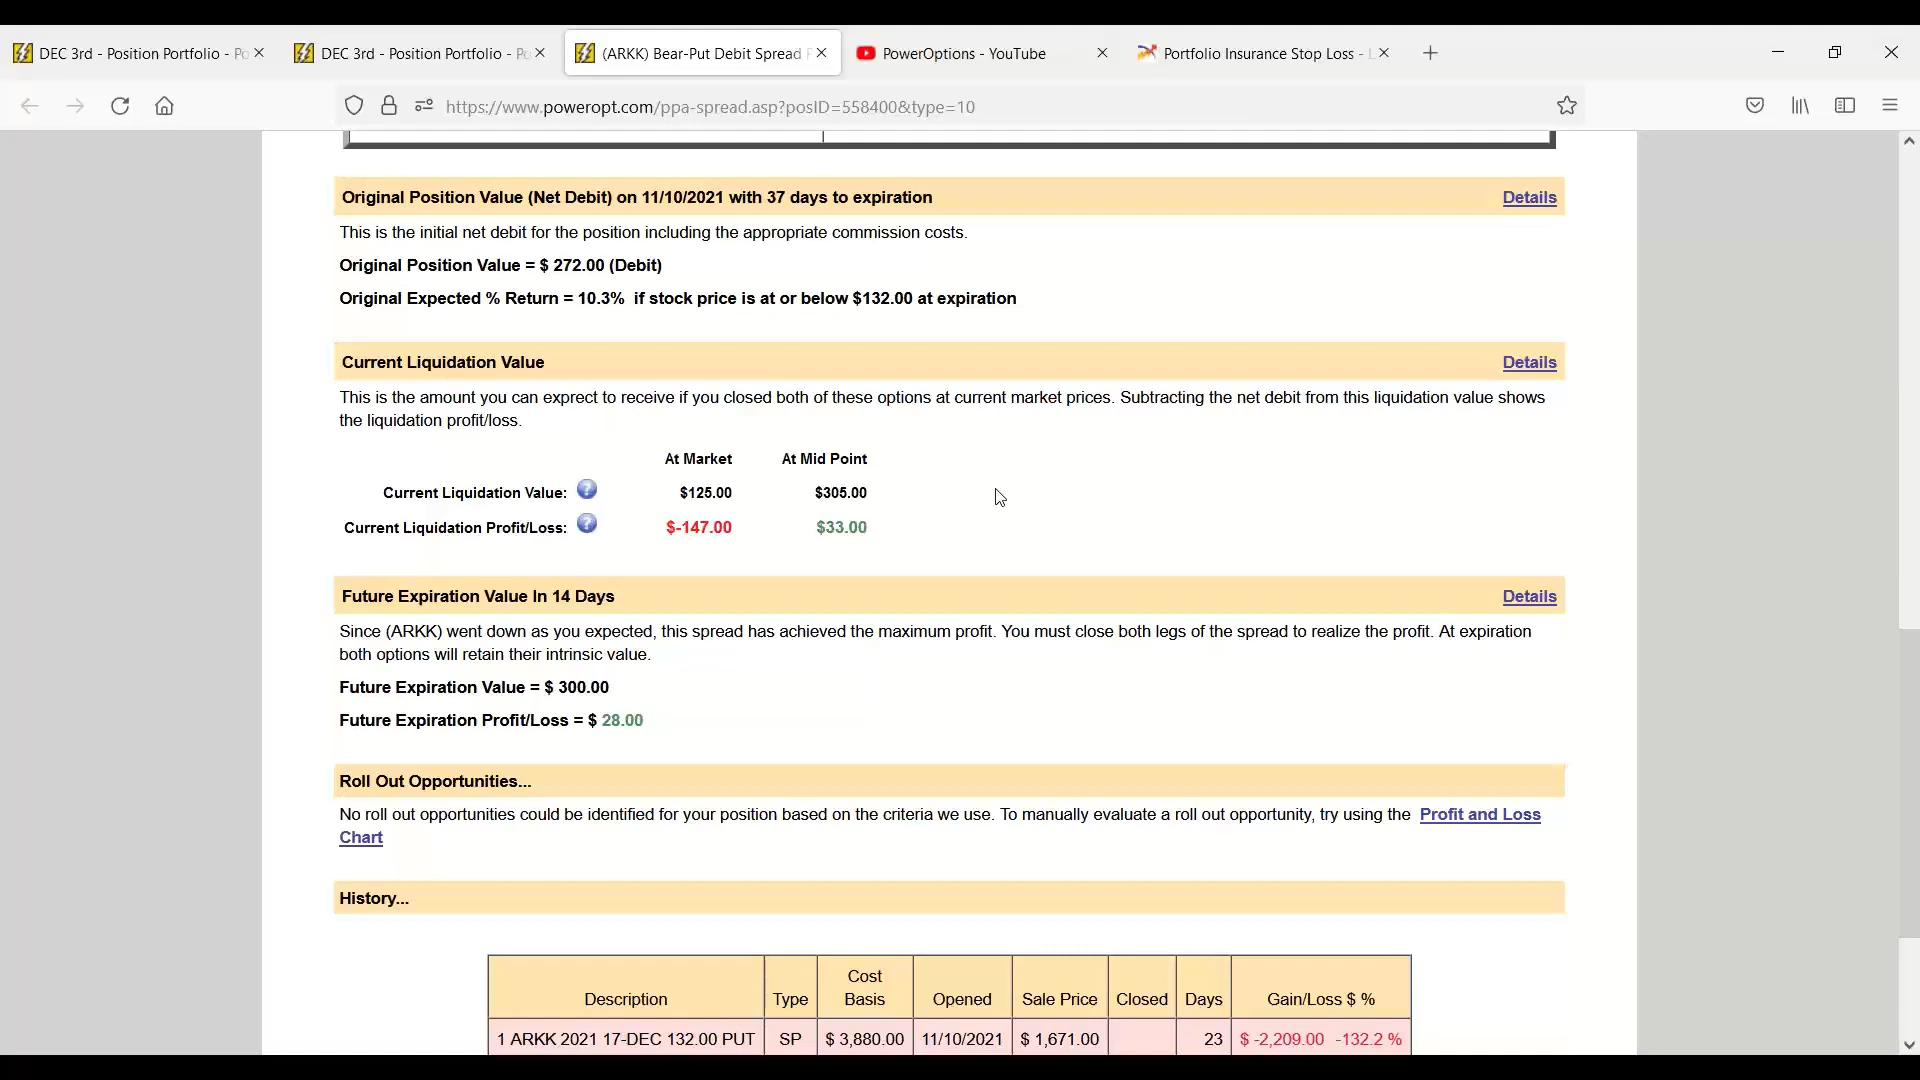 DEC 3rd - Position Portfolio - Po
DEC 3rd - Position Portfolio - Po
(ARKK) Bear-Put Debit Spread P
PowerOptions - YouTube
Portfolio Insurance Stop Loss - L
https://www.poweropt.com/ppa-spread.asp?posID=558400&type=10
Original Position Value (Net Debit) on 11/10/2021 with 37 days to expiration
Details
This is the initial net debit for the position including the appropriate commission costs.
Original Position Value = $ 272.00 (Debit)
Original Expected % Return = 10.3% if stock price is at or below $132.00 at expiration
Current Liquidation Value
Details
This is the amount you can exprect to receive if you closed both of these options at current market prices. Subtracting the net debit from this liquidation value shows
the liquidation profit/loss.
At Market At Mid Point
Current Liquidation Value: ? $125.00 $305.00
Current Liquidation Profit/Loss: ? $-147.00 $33.00
Future Expiration Value In 14 Days
Details
Since (ARKK) went down as you expected, this spread has achieved the maximum profit. You must close both legs of the spread to realize the profit. At expiration
both options will retain their intrinsic value.
Future Expiration Value = $ 300.00
Future Expiration Profit/Loss = $ 28.00
Roll Out Opportunities...
No roll out opportunities could be identified for your position based on the criteria we use. To manually evaluate a roll out opportunity, try using the Profit and Loss
Chart
History...
Description Type Cost Basis Opened Sale Price Closed Days Gain/Loss $ %
1 ARKK 2021 17-DEC 132.00 PUT SP $ 3,880.00 11/10/2021 $ 1,671.00 23 $ -2,209.00 -132.2 %